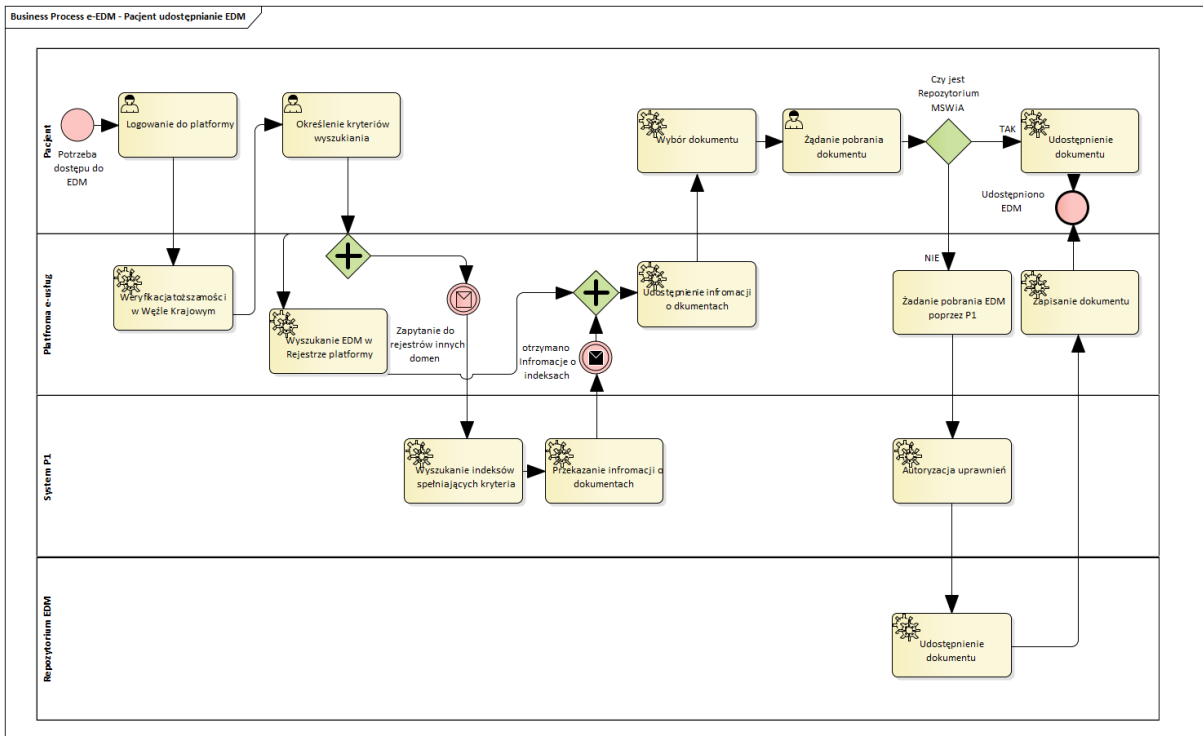 Business Process e-EDM - Pacjent udostępnianie EDM
Pacjent
Potrzeba
dostępu do
EDM
Logowanie do platformy
Określenie kryteriów
wyszukiania
Wybór dokumentu
Żądanie pobrania
dokumentu
Czy jest
Repozytorium
MSWiA
TAK
Udostępnienie
dokumentu
Udostępniono
EDM
NIE
Platfroma e-usług
Weryfikacja tożsamości
w Węźle Krajowym
Wyszukanie EDM w
Rejestrze platformy
Zapytanie do
rejestrów innych
domen
otrzymano
Infromacje o
indeksach
Udostępnienie infromacji
o dkumentach
Żadanie pobrania EDM
poprzez P1
Zapisanie dokumentu
System P1
Wyszukanie indeksów
spełniających kryteria
Przekazanie infromacji o
dokumentach
Autoryzacja uprawnień
Repozytorium EDM
Udostępnienie
dokumentu